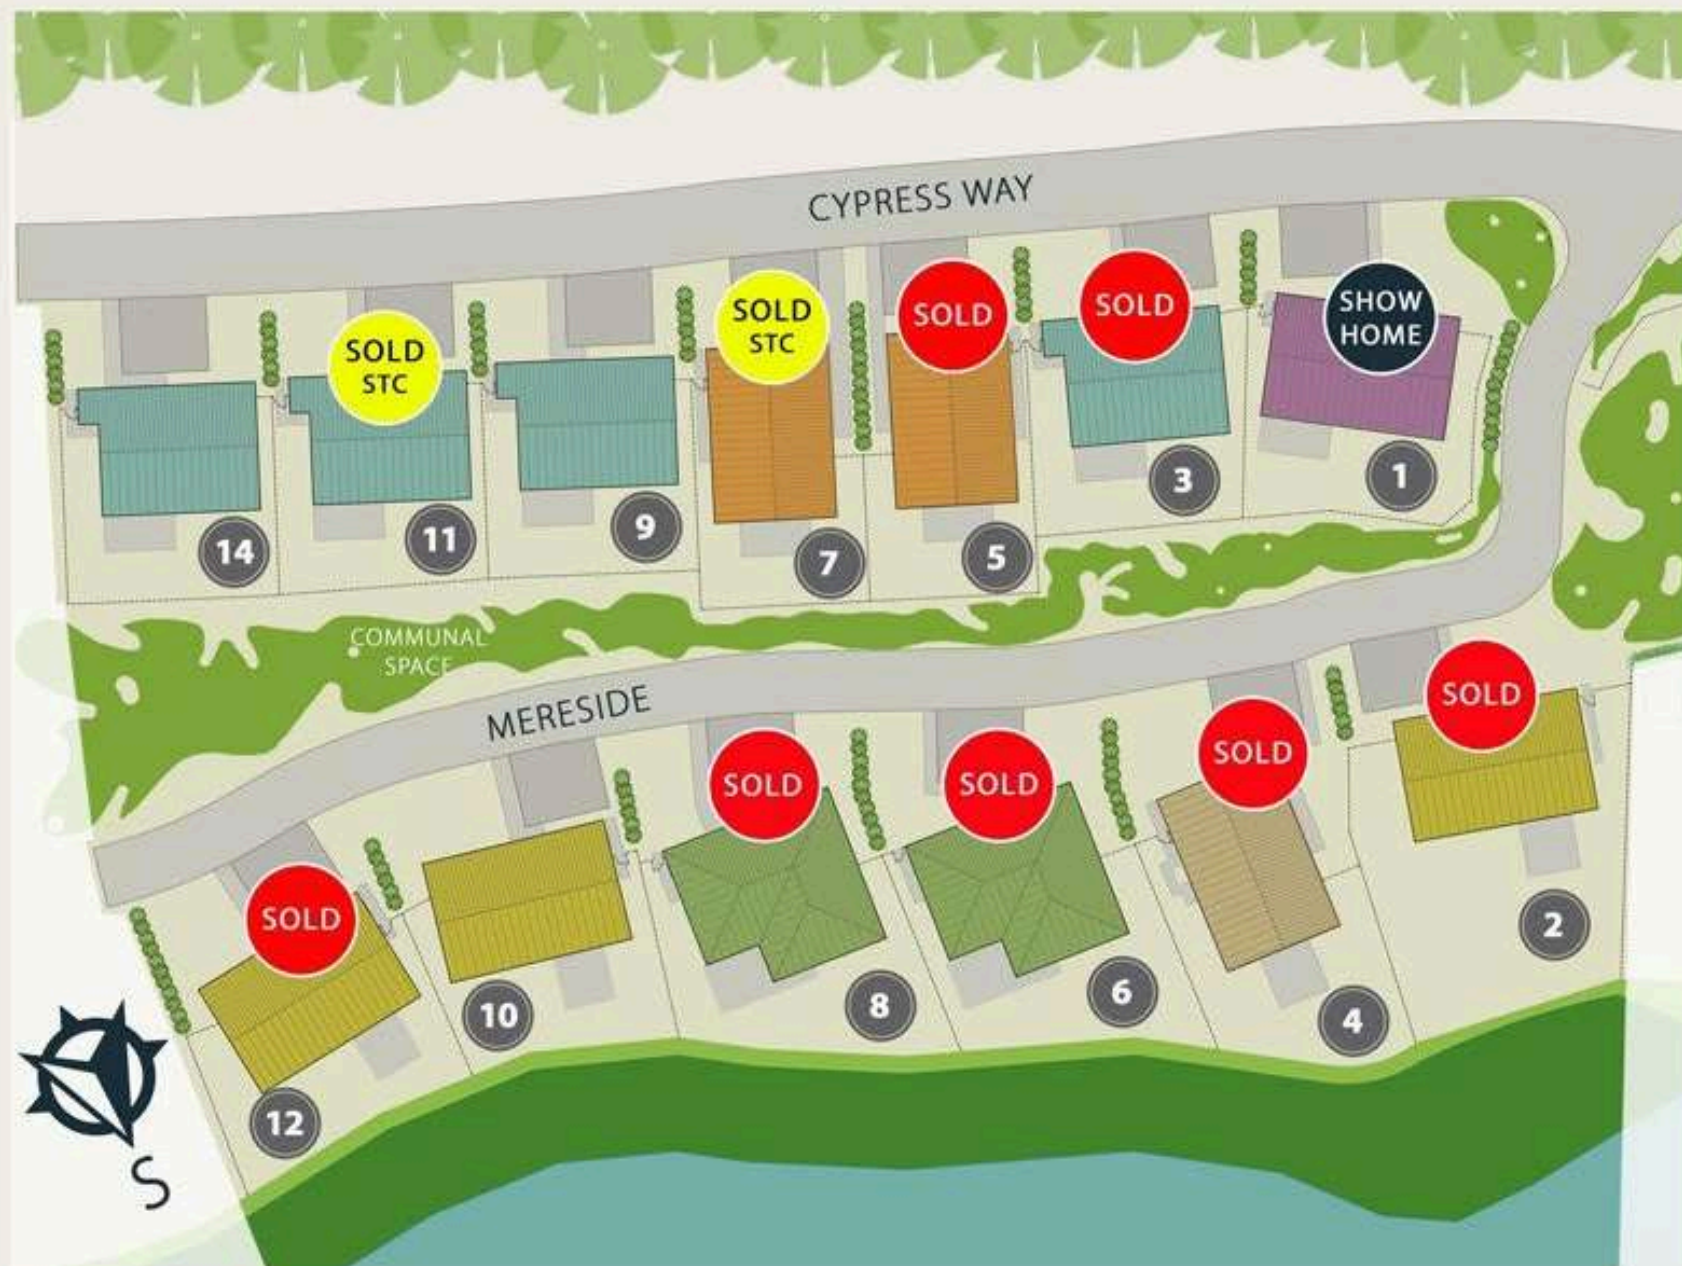 CYPRESS WAY
SOLD
STC
SOLD
STC
SOLD
SOLD
SHOW
HOME
14
11
9
7
5
3
1
COMMUNAL
SPACE
MERESIDE
SOLD
SOLD
SOLD
SOLD
SOLD
12
10
8
6
4
2
S